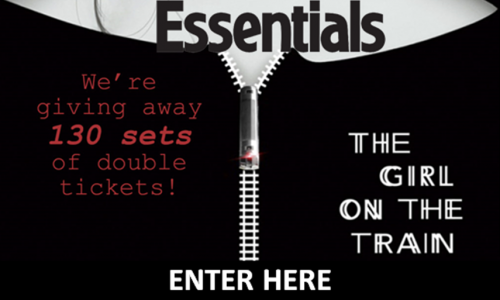 Essentials
We're
giving away
130 sets
of double
tickets!
THE
GIRL
ON THE
TRAIN
ENTER HERE